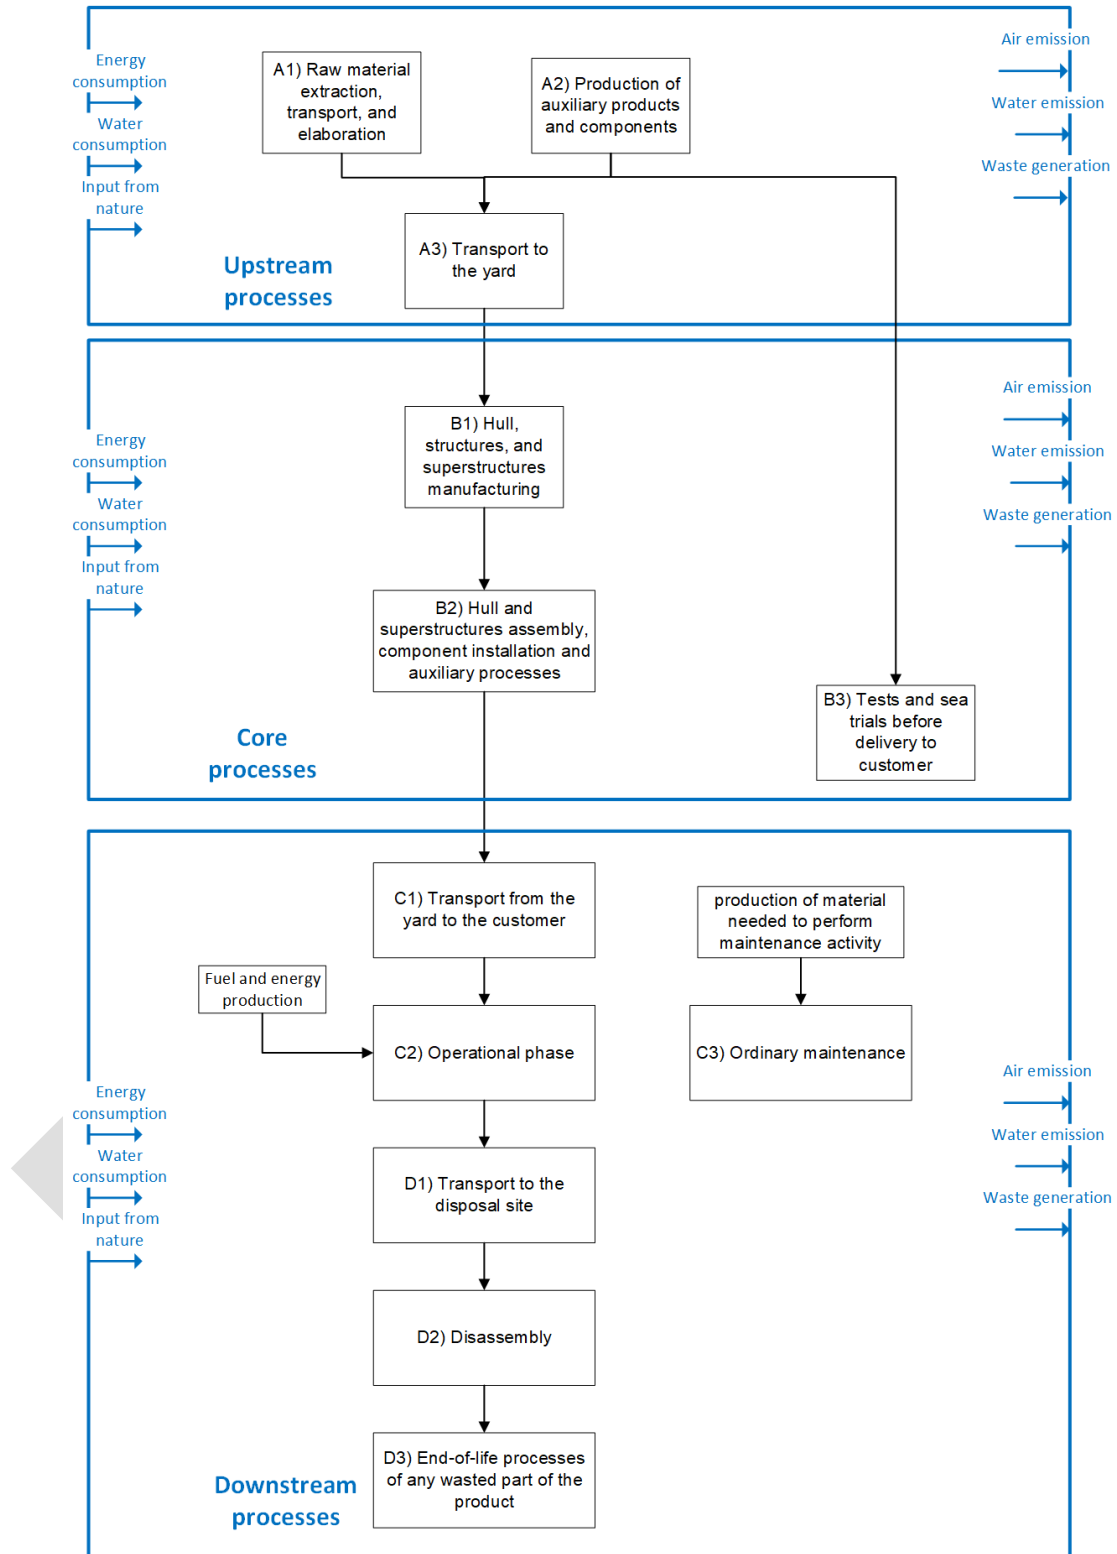 Energy
consumption
Water
consumption
Input from
nature
A1) Raw material
extraction,
transport, and
elaboration
A2) Production of
auxiliary products
and components
Air emission
Water emission
Waste generation
A3) Transport to
the yard
Upstream
processes
Energy
consumption
Water
consumption
Input from
nature
B1) Hull,
structures, and
superstructures
manufacturing
Air emission
Water emission
Waste generation
B2) Hull and
superstructures assembly,
component installation and
auxiliary processes
B3) Tests and sea
trials before
delivery to
customer
Core
processes
C1) Transport from the
yard to the customer
production of material
needed to perform
maintenance activity
Fuel and energy
production
C2) Operational phase
C3) Ordinary maintenance
Energy
consumption
Water
consumption
Input from
nature
Air emission
Water emission
Waste generation
D1) Transport to the
disposal site
D2) Disassembly
D3) End-of-life processes
of any wasted part of the
product
Downstream
processes